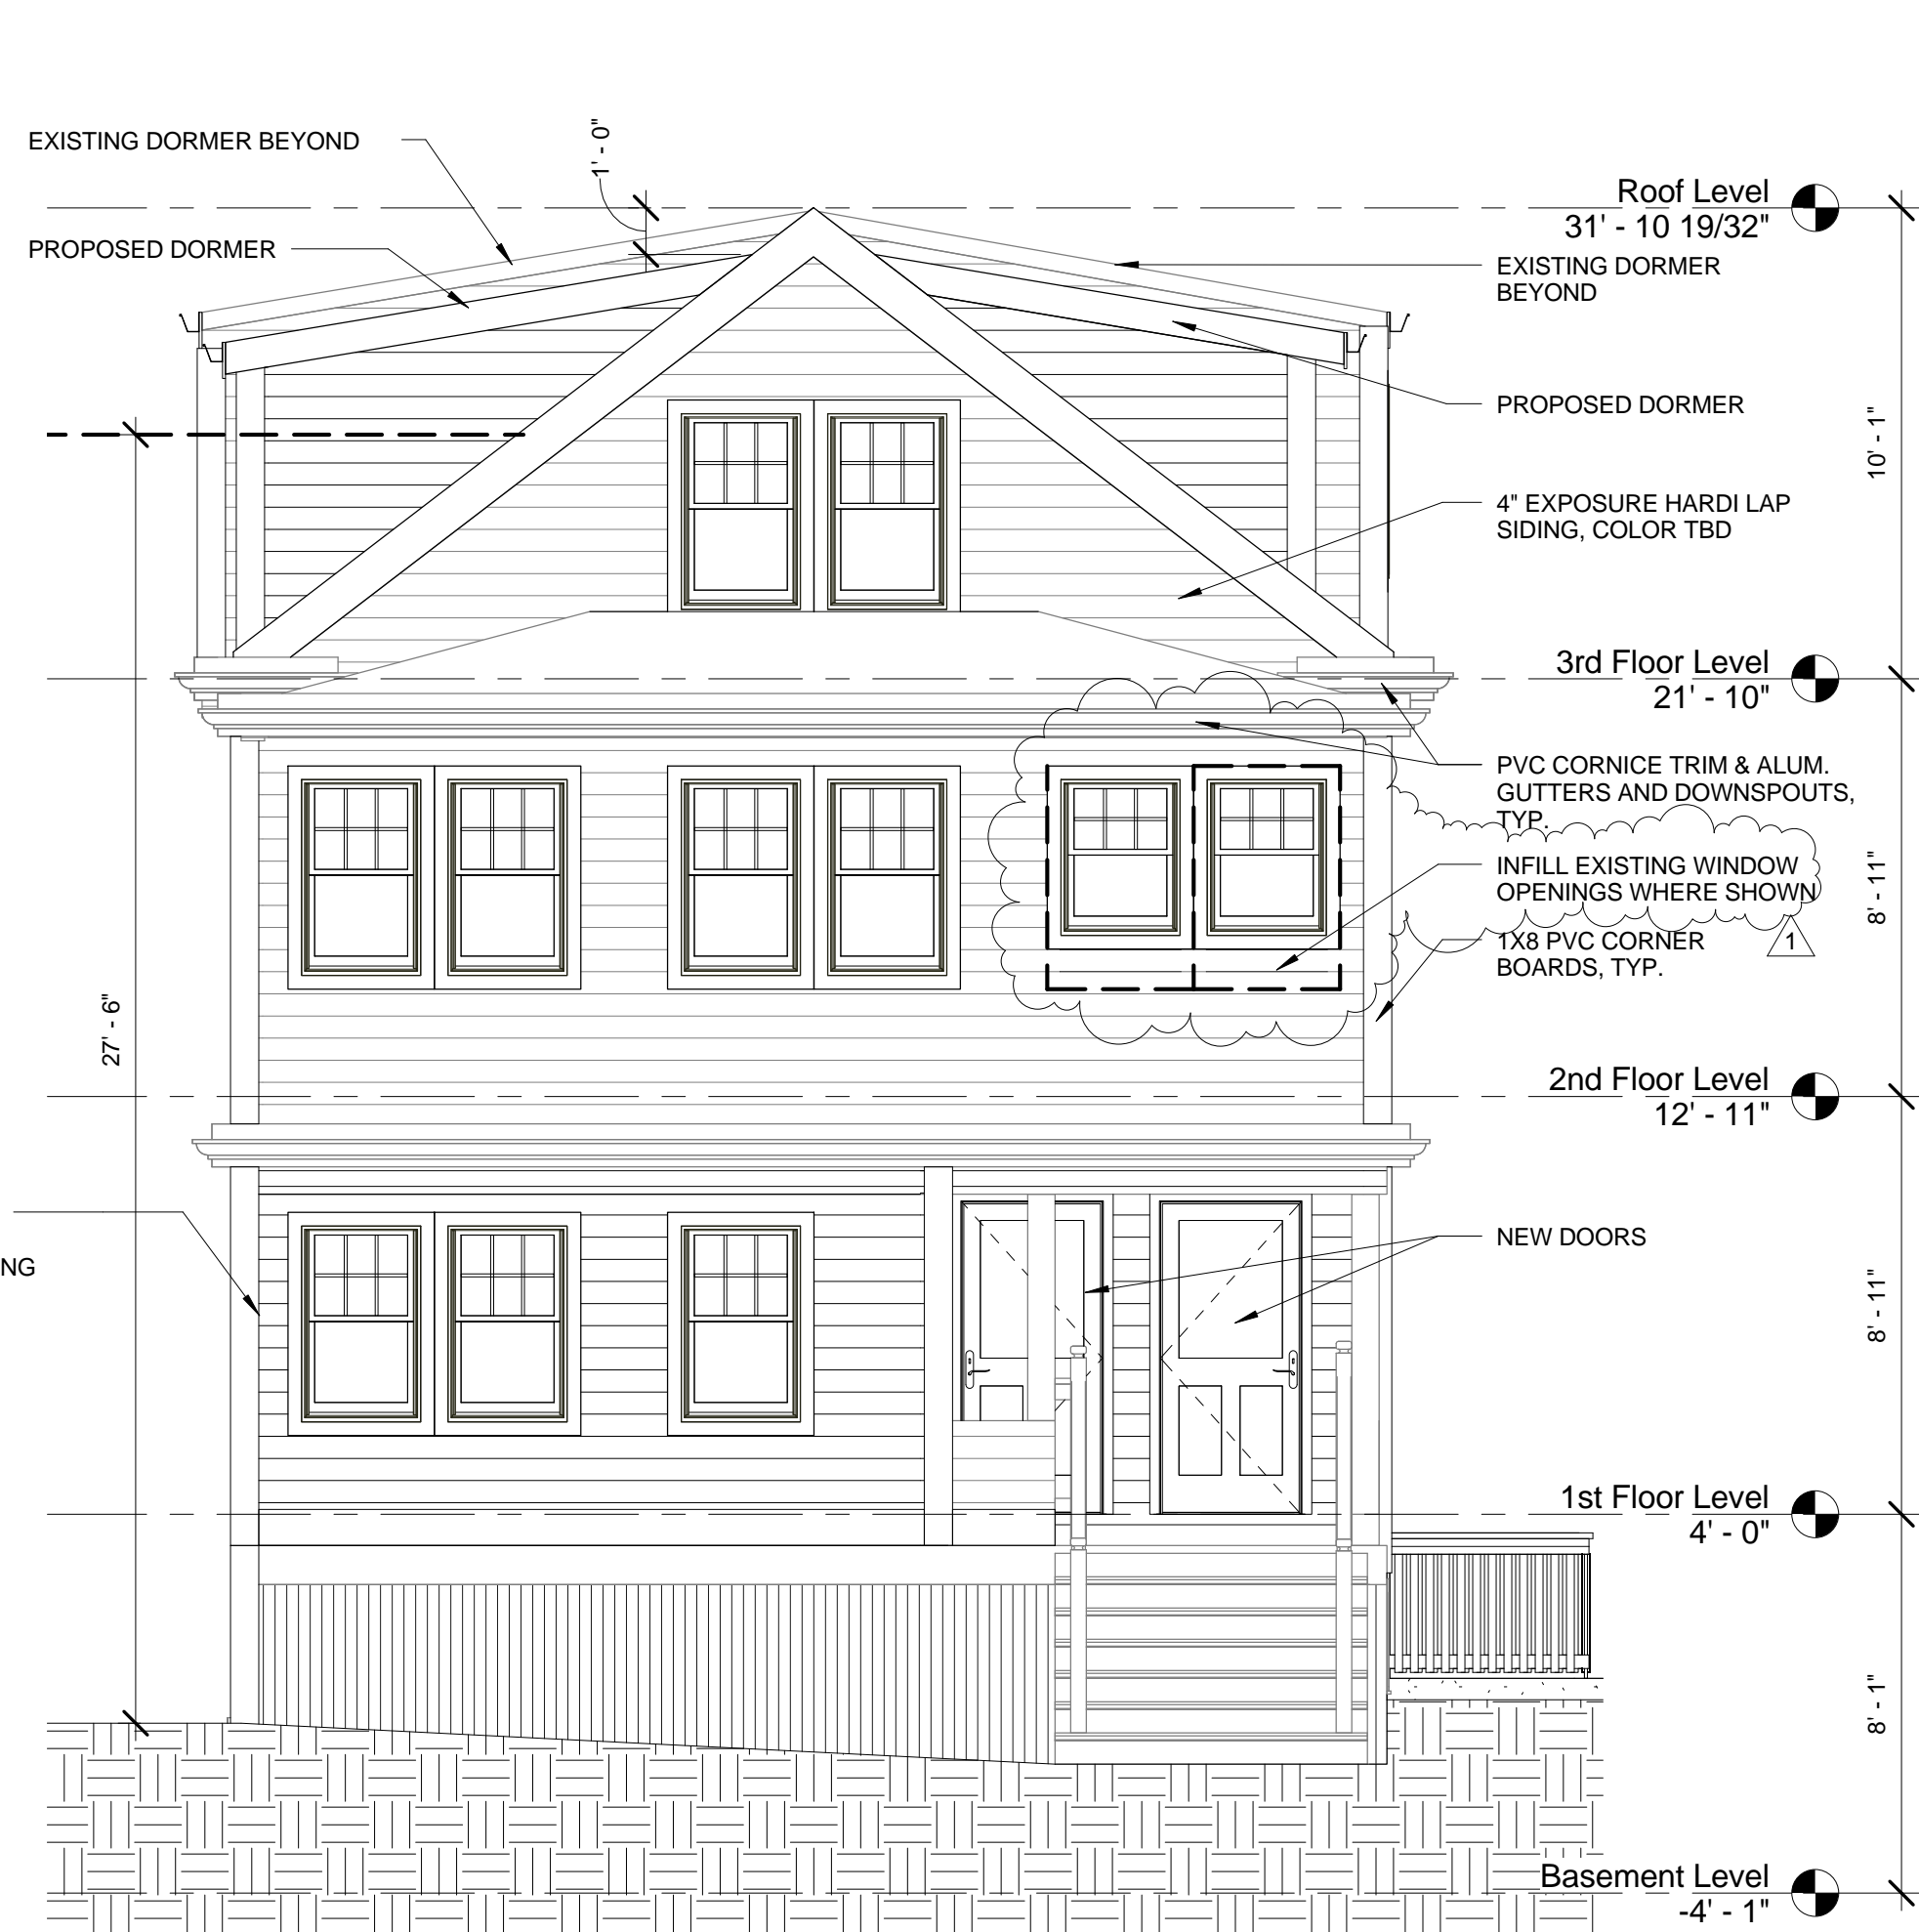 EXISTING DORMER BEYOND
1' - 0"
PROPOSED DORMER
Roof Level
31' - 10 19/32"
EXISTING DORMER
BEYOND
PROPOSED DORMER
10' - 1"
4" EXPOSURE HARDI LAP
SIDING, COLOR TBD
3rd Floor Level
21' - 10"
PVC CORNICE TRIM & ALUM.
GUTTERS AND DOWNSPOUTS,
TYP.
INFILL EXISTING WINDOW
OPENINGS WHERE SHOWN
8' - 11"
1
1X8 PVC CORNER
BOARDS, TYP.
27' - 6"
2nd Floor Level
12' - 11"
NG
NEW DOORS
8' - 11"
1st Floor Level
4' - 0"
8' - 1"
Basement Level
-4' - 1"